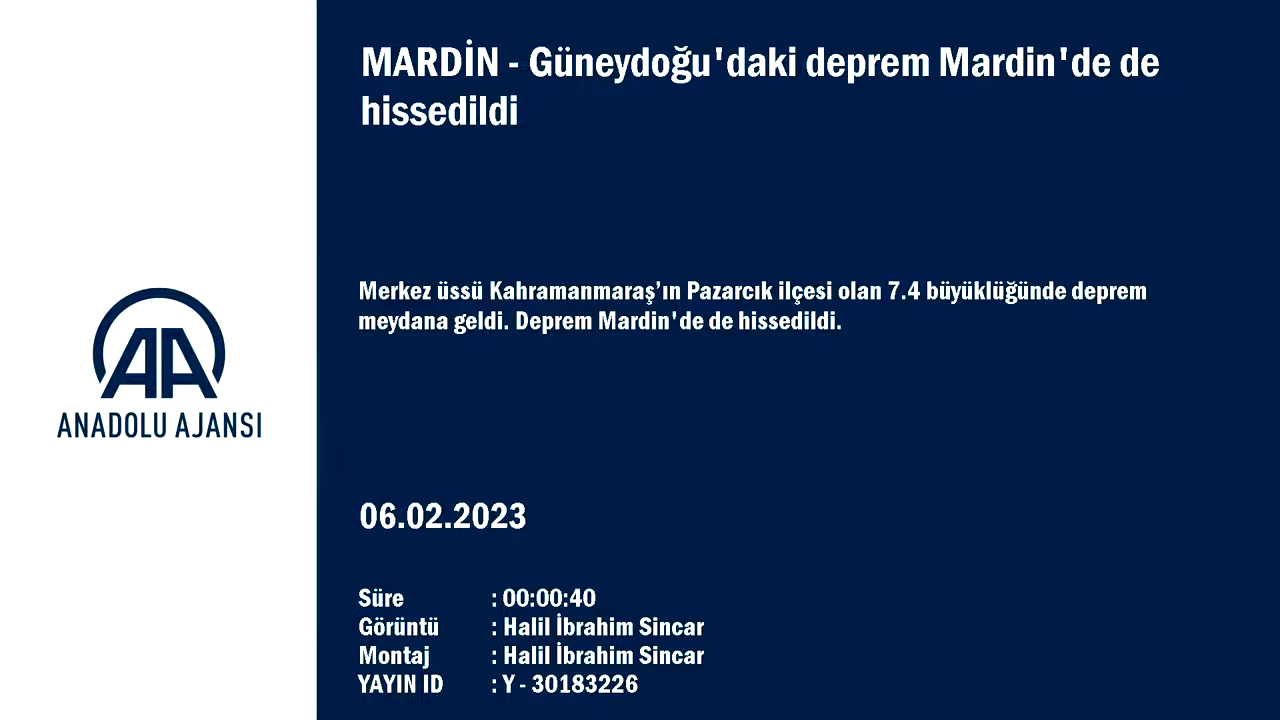 MARDİN - Güneydoğu'daki deprem Mardin'de de
hissedildi
Merkez üssü Kahramanmaraş’ın Pazarcık ilçesi olan 7.4 büyüklüğünde deprem
meydana geldi. Deprem Mardin'de de hissedildi.
AA
ANADOLU AJANSI
06.02.2023
Süre : 00:00:40
Görüntü : Halil İbrahim Sincar
Montaj : Halil İbrahim Sincar
YAYIN ID : Y - 30183226